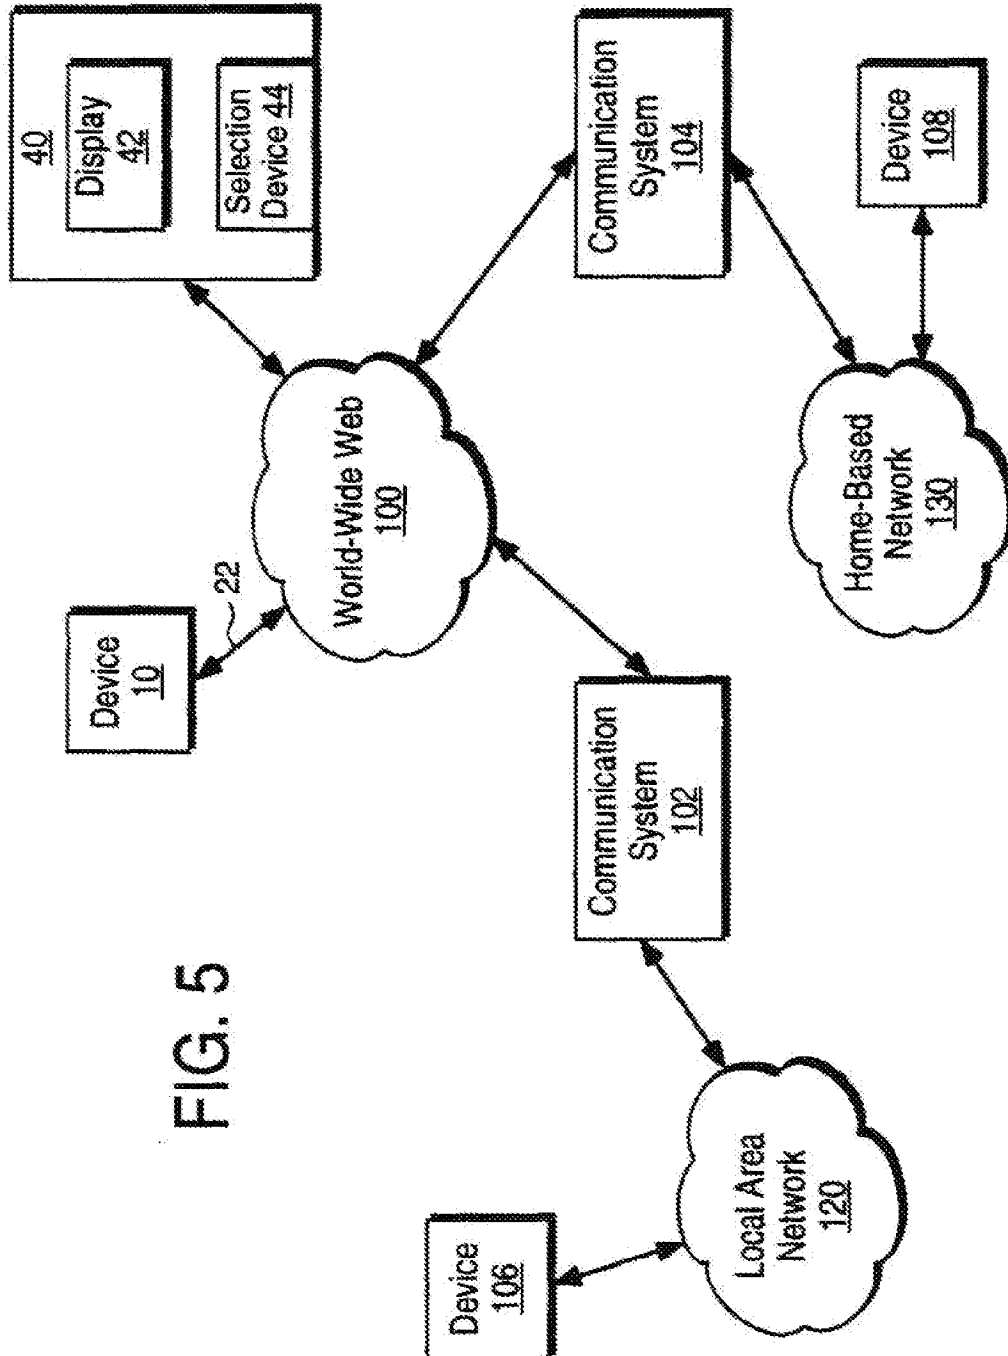 FIG. 5
40
Display
42
Selection
Device 44
Device
10
22
World-Wide Web
100
Communication
System
104
Communication
System
102
Device
108
Home-Based
Network
130
Device
106
Local Area
Network
120